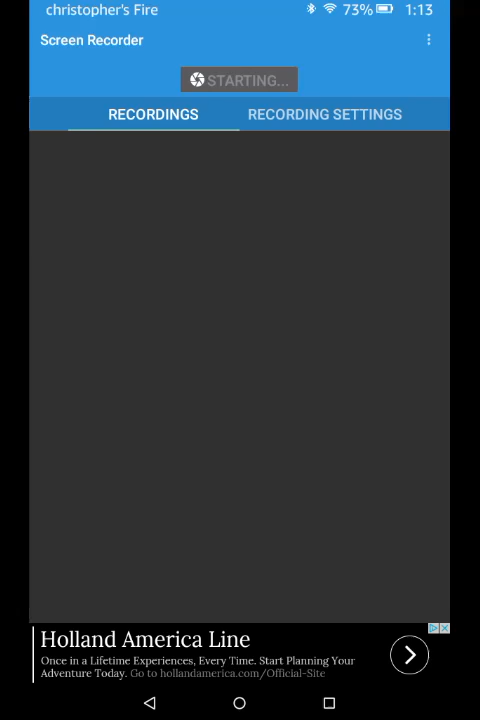 christopher's Fire 73% 1:13
Screen Recorder
STARTING...
RECORDINGS RECORDING SETTINGS
Holland America Line
Once in a Lifetime Experiences, Every Time. Start Planning Your
Adventure Today. Go to hollandamerica.com/Official-Site